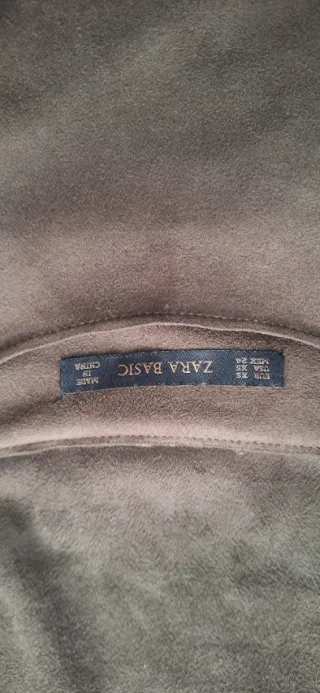 EUR XS
USA XS
MEX 24
ZARA BASIC
MADE
IN
CHINA